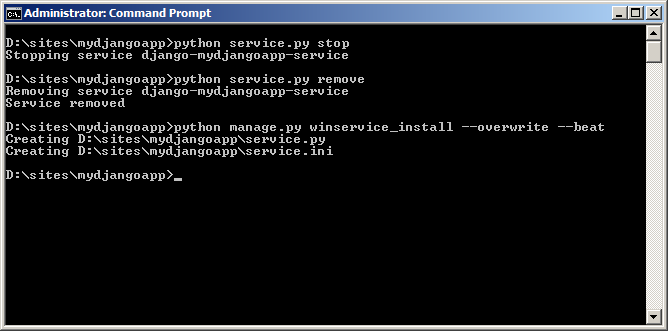 Administrator: Command Prompt
D:\sites\mydjangoapp>python service.py stop
Stopping service django-mydjangoapp-service
D:\sites\mydjangoapp>python service.py remove
Removing service django-mydjangoapp-service
Service removed
D:\sites\mydjangoapp>python manage.py winservice_install --overwrite --beat
Creating D:\sites\mydjangoapp\service.py
Creating D:\sites\mydjangoapp\service.ini
D:\sites\mydjangoapp>_